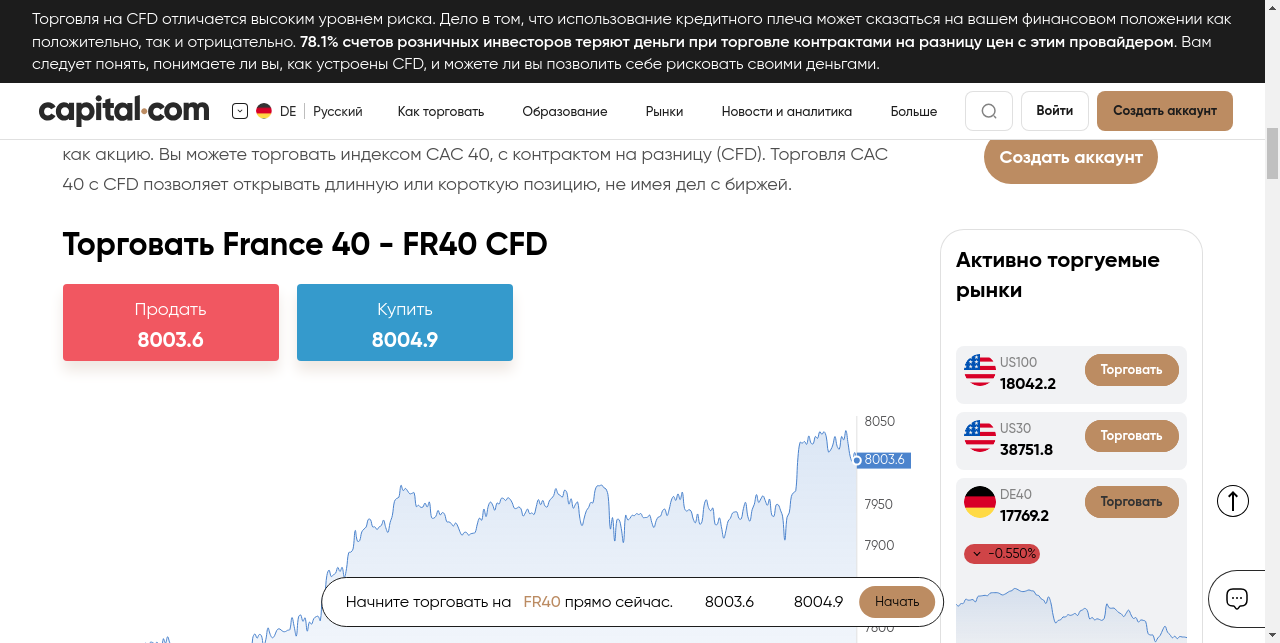 Торговля на CFD отличается высоким уровнем риска. Дело в том, что использование кредитного плеча может сказаться на вашем финансовом положении как
положительно, так и отрицательно. 78.1% счетов розничных инвесторов теряют деньги при торговле контрактами на разницу цен с этим провайдером. Вам
следует понять, понимаете ли вы, как устроены CFD, и можете ли вы позволить себе рисковать своими деньгами.
capital.com
DE
Русский
Как торговать
Образование
Рынки
Новости и аналитика
Больше
Войти
Создать аккаунт
как акцию. Вы можете торговать индексом CAC 40, с контрактом на разницу (CFD). Торговля CAC
40 с CFD позволяет открывать длинную или короткую позицию, не имея дел с биржей.
Создать аккаунт
Торговать France 40 - FR40 CFD
Продать
8003.6
Купить
8004.9
8050
8003.6
7950
7900
Начните торговать на FR40 прямо сейчас.
8003.6
8004.9
Начать
Активно торгуемые
рынки
US100
18042.2
Торговать
US30
38751.8
Торговать
DE40
17769.2
Торговать
-0.550%